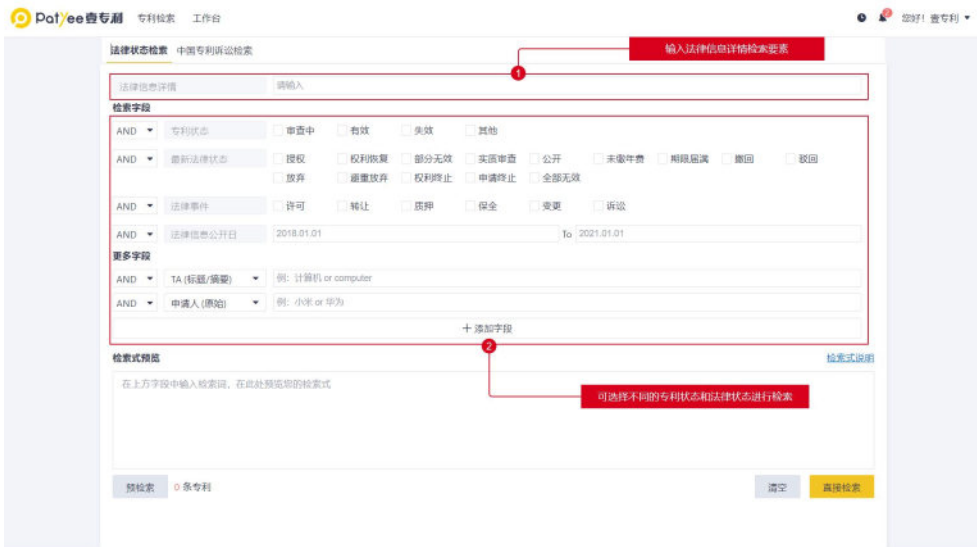 Patyee壹专利 专利检索 工作台 您好！壹专利
法律状态检索 中国专利诉讼检索
输入法律信息详情检索要素
1
法律信息详情 请输入
检索字段
AND 专利状态 审查中 有效 失效 其他
AND 最新法律状态 授权 权利恢复 部分无效 实质审查 公开 未缴年费 期限届满 撤回 驳回
放弃 避重放弃 权利终止 申请终止 全部无效
AND 法律事件 许可 转让 质押 保全 变更 诉讼
AND 法律信息公开日 2018.01.01 To 2021.01.01
更多字段
AND TA (标题/摘要) 例：计算机 or computer
AND 申请人 (原始) 例：小米 or 华为
＋添加字段
2
检索式预览 检索式说明
在上方字段中输入检索词，在此处预览您的检索式
可选择不同的专利状态和法律状态进行检索
预检索 0 条专利 清空 直接检索